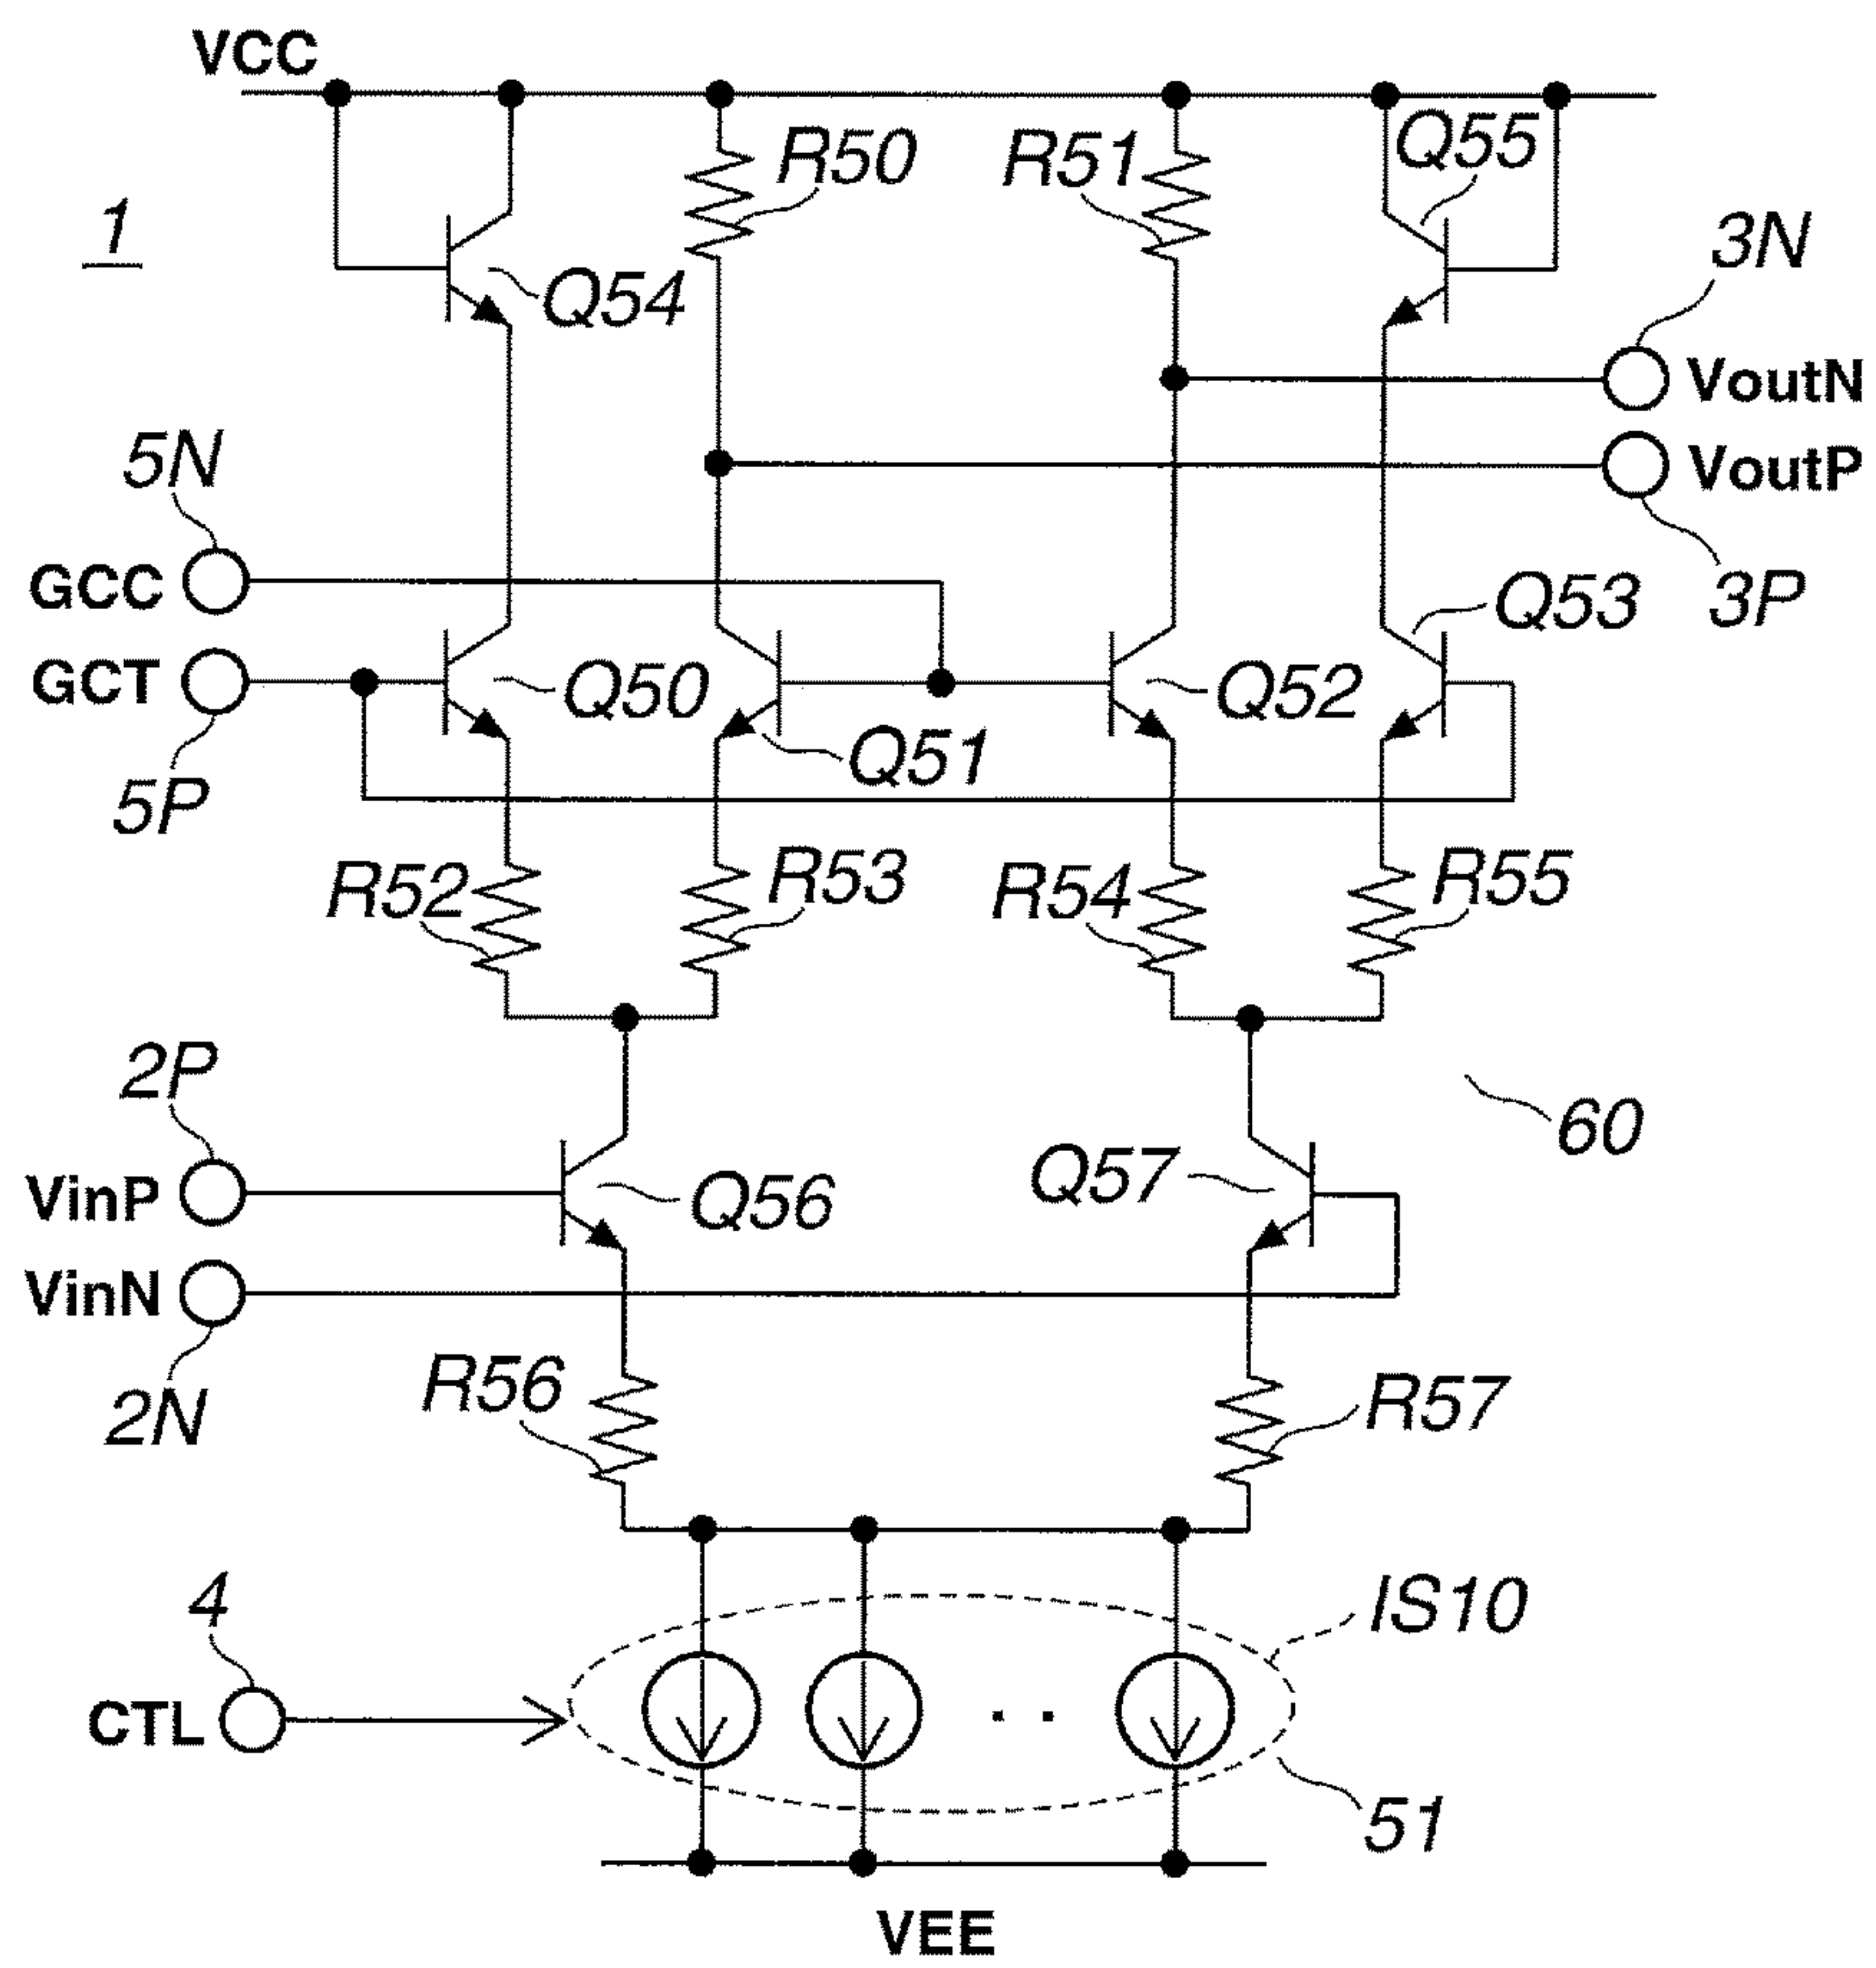 VCC
1
R50
R51
Q55
3N
Q54
VoutN
5N
VoutP
GCC
3P
Q53
GCT
Q50
Q52
Q51
5P
R52
R53
R54
R55
2P
60
VinP
Q56
Q57
VinN
2N
R56
R57
4
IS10
CTL
51
VEE